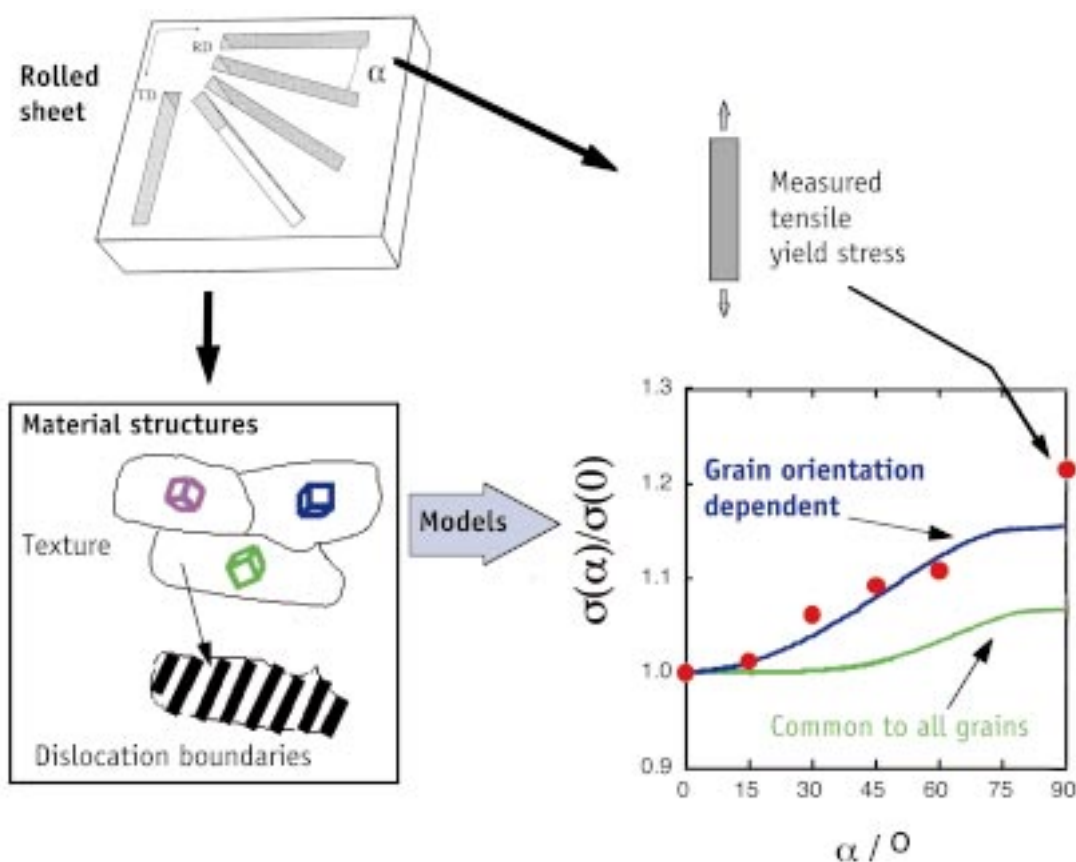 RD
Rolled
sheet
TD
α
Measured
tensile
yield stress
Material structures
Texture
Dislocation boundaries
Models
σ(α)/σ(0)
1.3
1.2
1.1
1.0
0.9
Grain orientation
dependent
Common to all grains
0 15 30 45 60 75 90
α / O